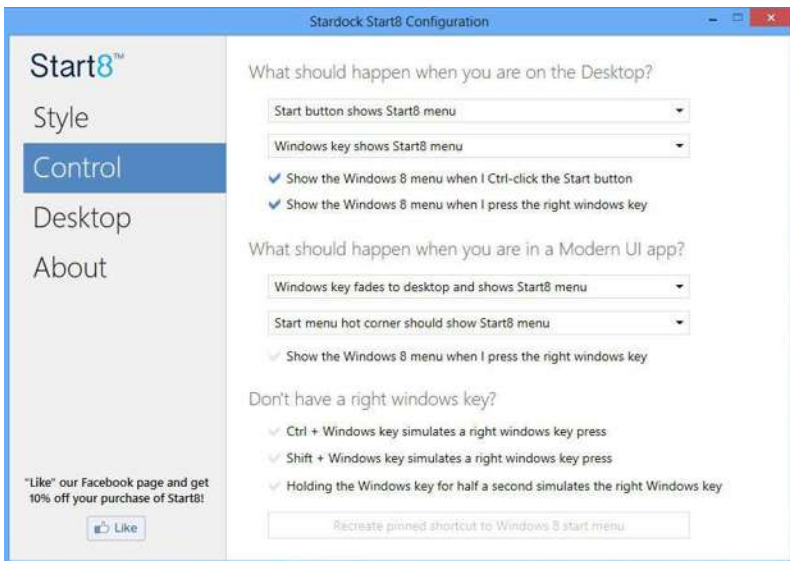 Stardock Start8 Configuration
Start8™
Style
Control
Desktop
About
"Like" our Facebook page and get
10% off your purchase of Start8!
Like
What should happen when you are on the Desktop?
Start button shows Start8 menu
Windows key shows Start8 menu
Show the Windows 8 menu when I Ctrl-click the Start button
Show the Windows 8 menu when I press the right windows key
What should happen when you are in a Modern UI app?
Windows key fades to desktop and shows Start8 menu
Start menu hot corner should show Start8 menu
Show the Windows 8 menu when I press the right windows key
Don't have a right windows key?
Ctrl + Windows key simulates a right windows key press
Shift + Windows key simulates a right windows key press
Holding the Windows key for half a second simulates the right Windows key
Recreate pinned shortcut to Windows 8 start menu